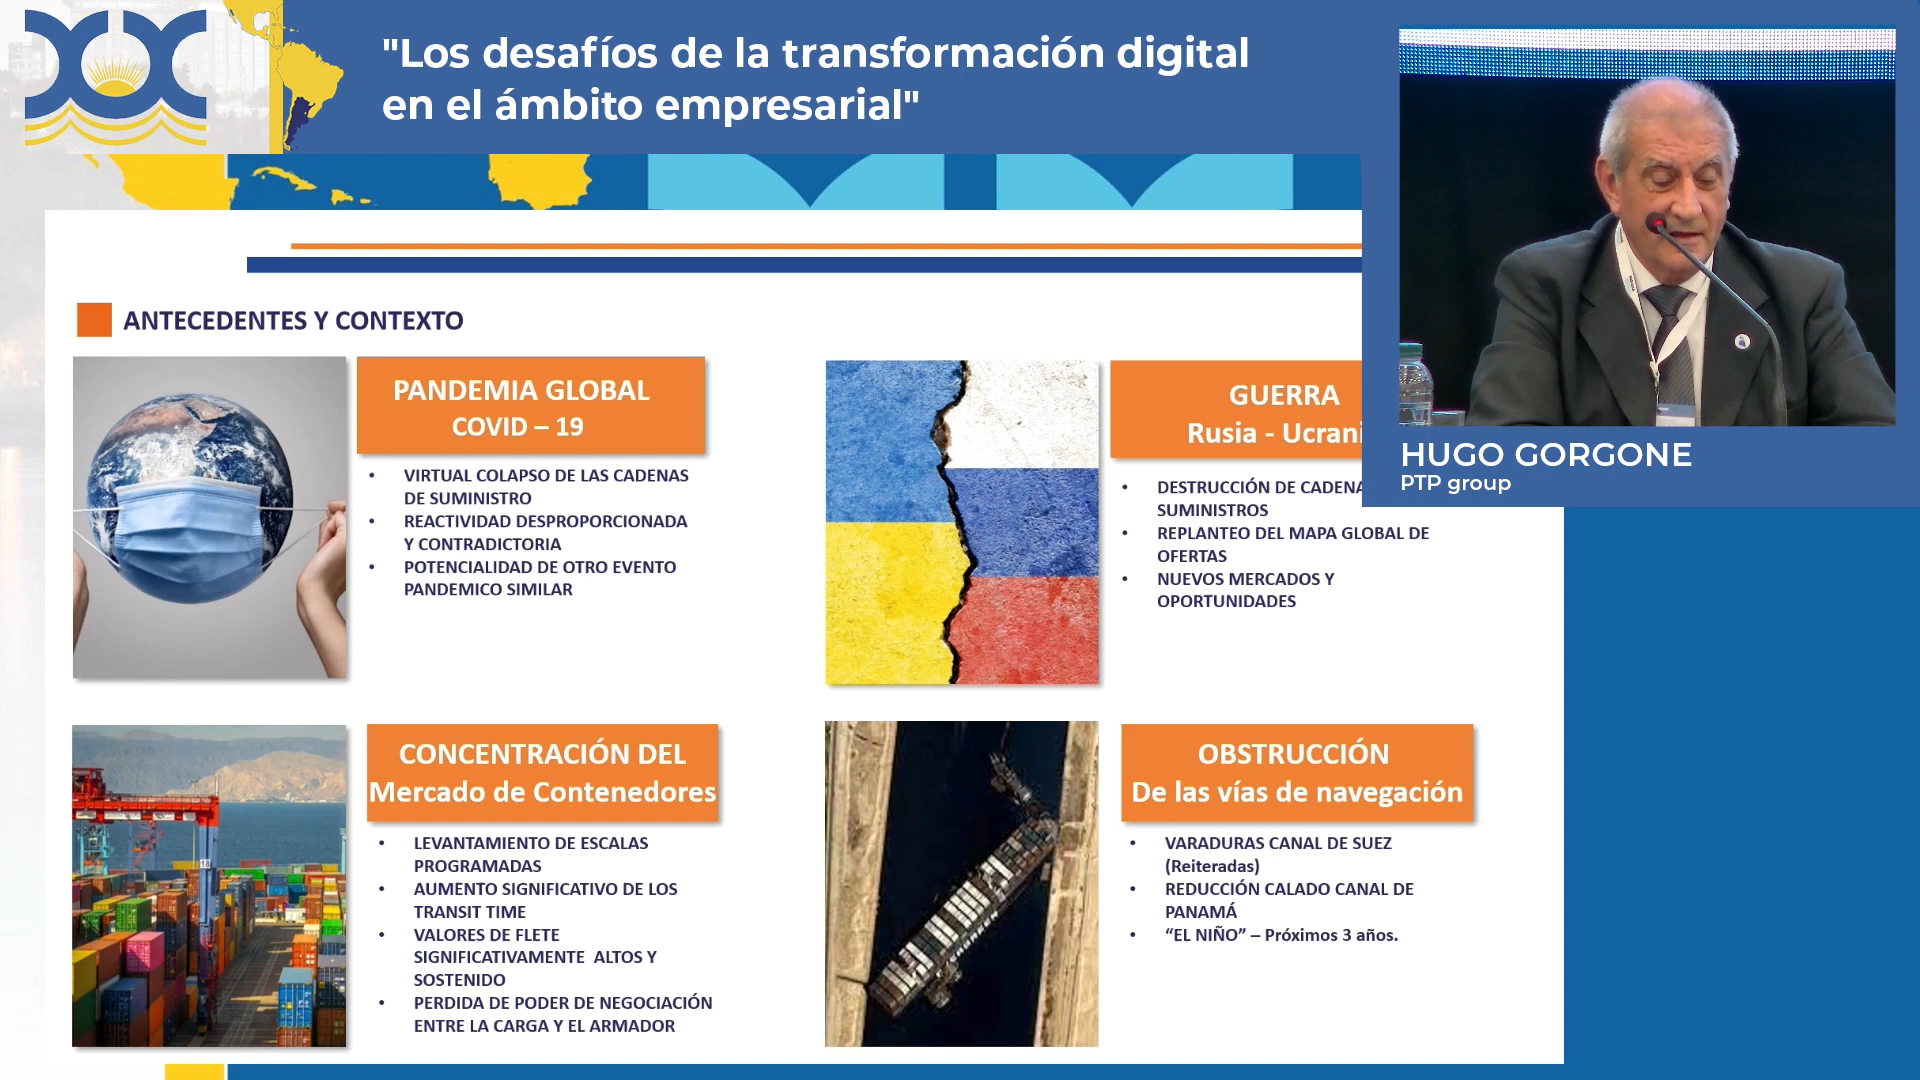 "Los desafíos de la transformación digital
en el ámbito empresarial"
HUGO GORGONE
PTP group
ANTECEDENTES Y CONTEXTO
PANDEMIA GLOBAL
COVID – 19
• VIRTUAL COLAPSO DE LAS CADENAS
DE SUMINISTRO
• REACTIVIDAD DESPROPORCIONADA
Y CONTRADICTORIA
• POTENCIALIDAD DE OTRO EVENTO
PANDEMICO SIMILAR
GUERRA
Rusia - Ucrani
• DESTRUCCIÓN DE CADENA
SUMINISTROS
• REPLANTEO DEL MAPA GLOBAL DE
OFERTAS
• NUEVOS MERCADOS Y
OPORTUNIDADES
CONCENTRACIÓN DEL
Mercado de Contenedores
• LEVANTAMIENTO DE ESCALAS
PROGRAMADAS
• AUMENTO SIGNIFICATIVO DE LOS
TRANSIT TIME
• VALORES DE FLETE
SIGNIFICATIVAMENTE ALTOS Y
SOSTENIDO
• PERDIDA DE PODER DE NEGOCIACIÓN
ENTRE LA CARGA Y EL ARMADOR
18
OBSTRUCCIÓN
De las vías de navegación
• VARADURAS CANAL DE SUEZ
(Reiteradas)
• REDUCCIÓN CALADO CANAL DE
PANAMÁ
• “EL NIÑO” – Próximos 3 años.